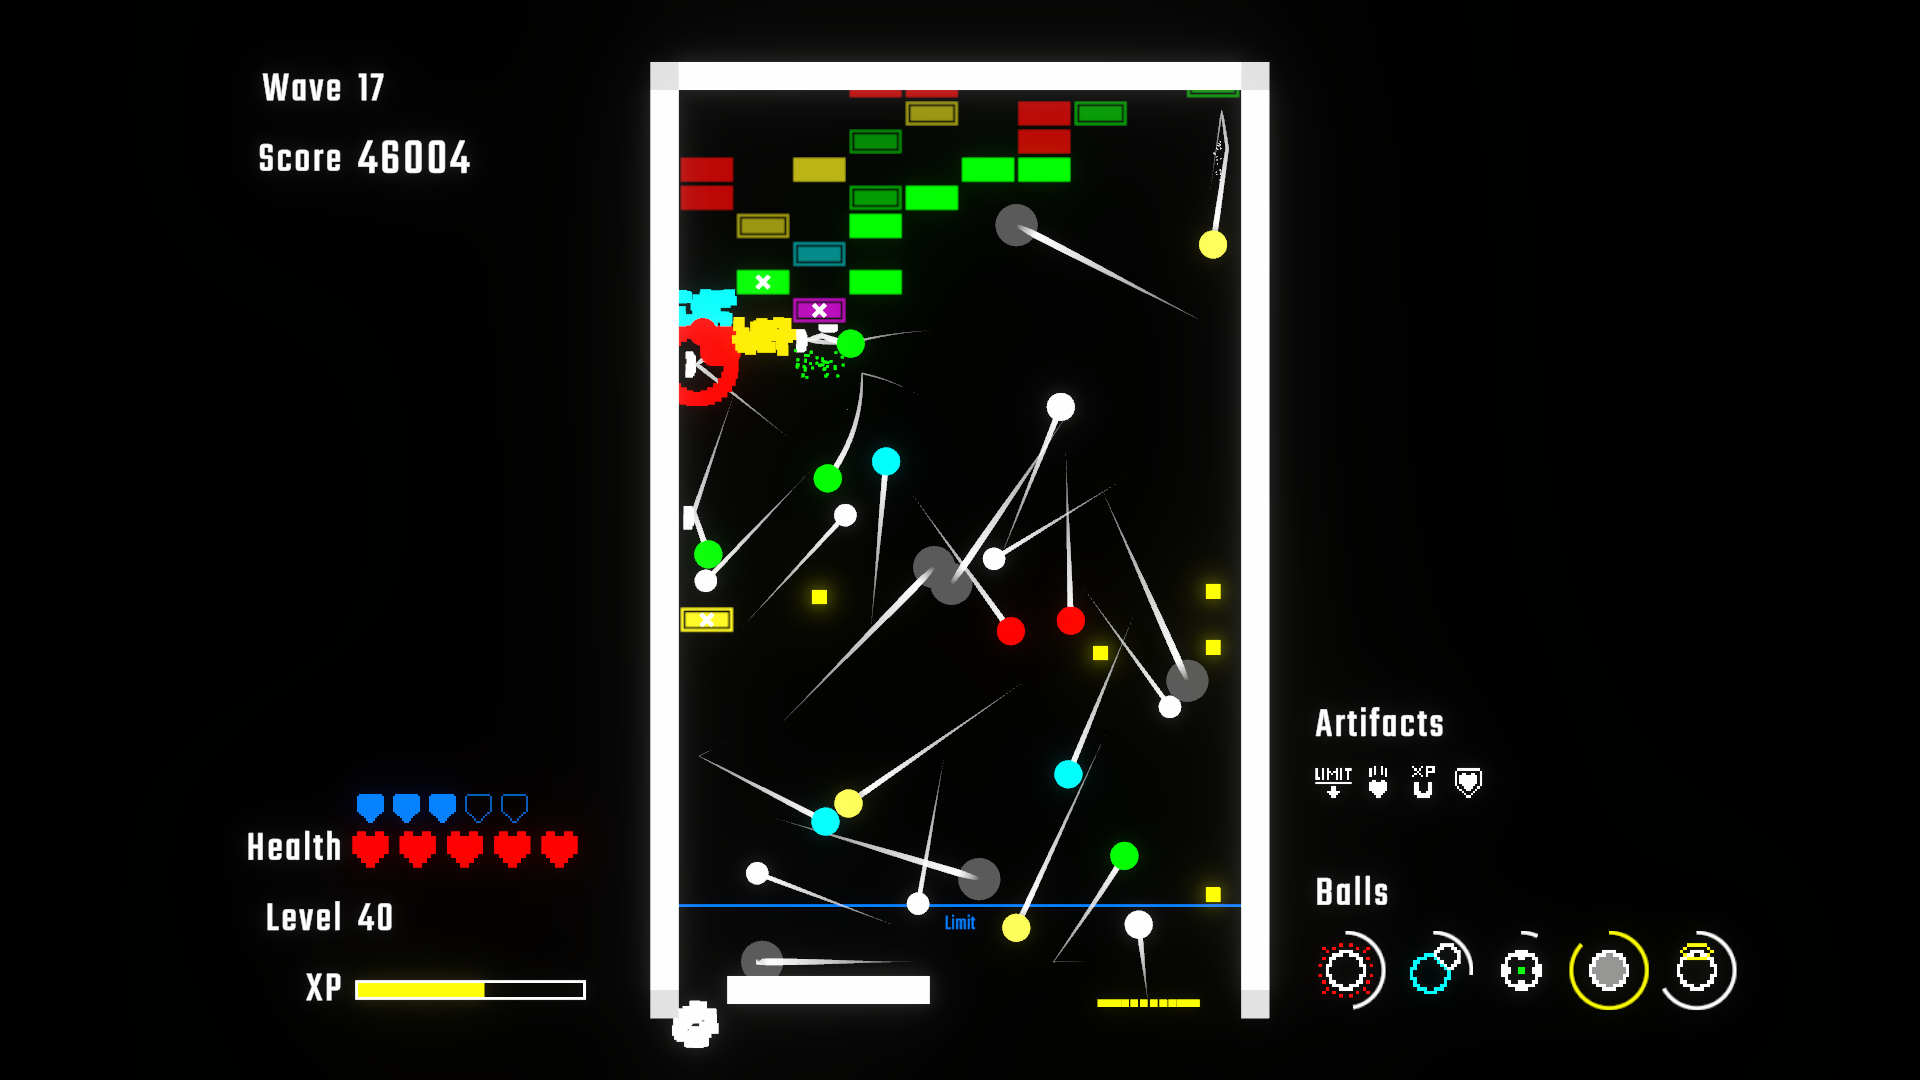 Wave 17
Score 46004
Limit
Artifacts
LIMIT
XP
Health
Balls
Level 40
XP